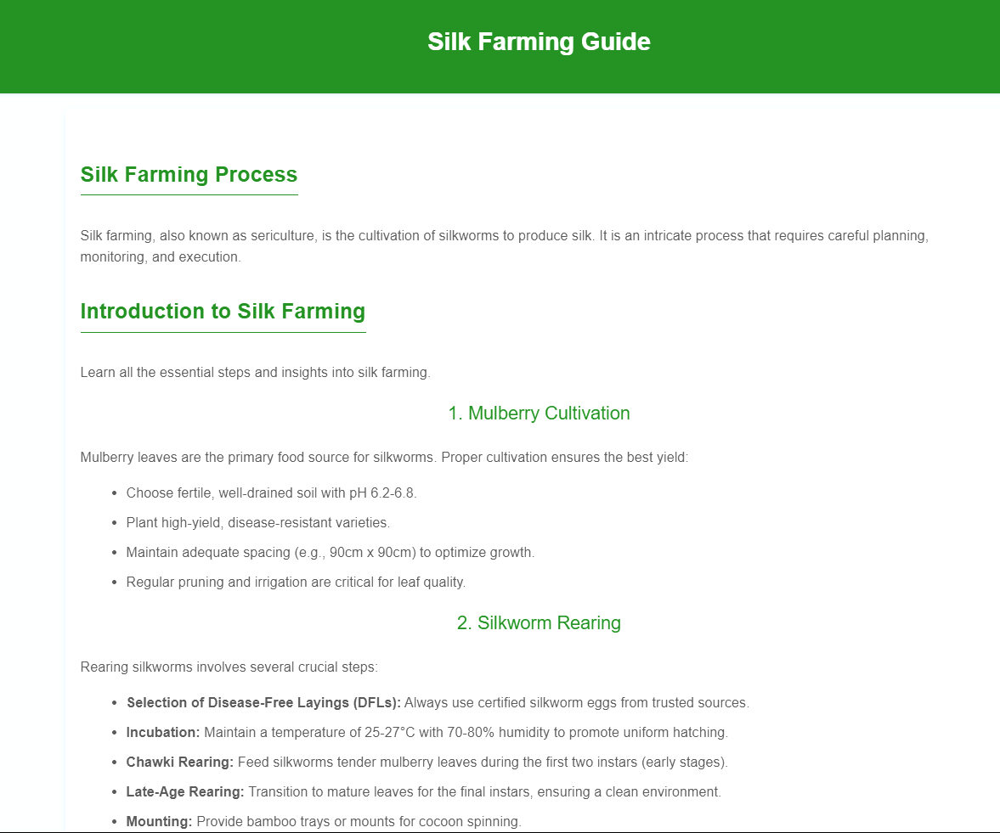 Silk Farming Guide
Silk Farming Process
Silk farming, also known as sericulture, is the cultivation of silkworms to produce silk. It is an intricate process that requires careful planning,
monitoring, and execution.
Introduction to Silk Farming
Learn all the essential steps and insights into silk farming.
1. Mulberry Cultivation
Mulberry leaves are the primary food source for silkworms. Proper cultivation ensures the best yield:
• Choose fertile, well-drained soil with pH 6.2-6.8.
• Plant high-yield, disease-resistant varieties.
• Maintain adequate spacing (e.g., 90cm x 90cm) to optimize growth.
• Regular pruning and irrigation are critical for leaf quality.
2. Silkworm Rearing
Rearing silkworms involves several crucial steps:
• Selection of Disease-Free Layings (DFLs): Always use certified silkworm eggs from trusted sources.
• Incubation: Maintain a temperature of 25-27°C with 70-80% humidity to promote uniform hatching.
• Chawki Rearing: Feed silkworms tender mulberry leaves during the first two instars (early stages).
• Late-Age Rearing: Transition to mature leaves for the final instars, ensuring a clean environment.
• Mounting: Provide bamboo trays or mounts for cocoon spinning.